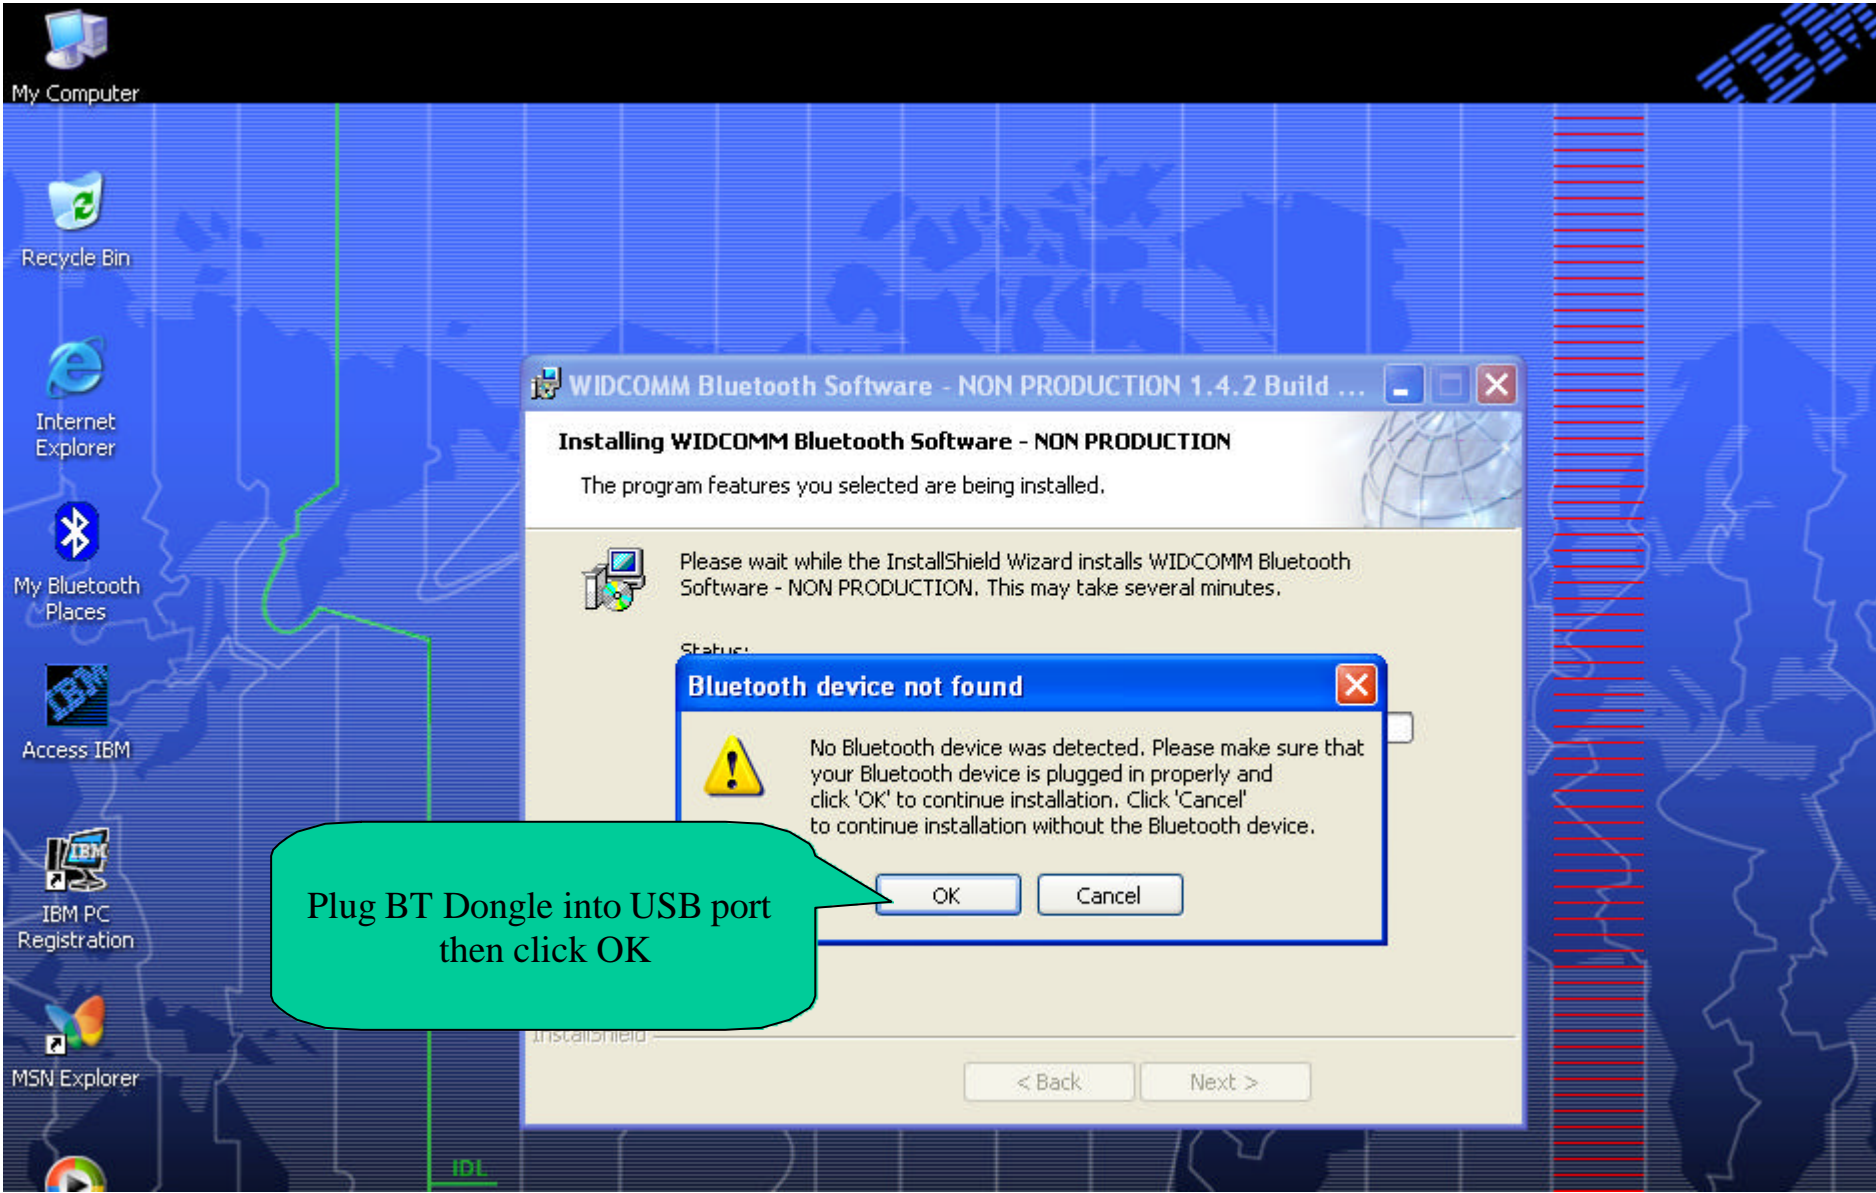 My Computer
IBM
Recycle Bin
Internet
Explorer
My Bluetooth
Places
IBM
Access IBM
IBM
IBM PC
Registration
MSN Explorer
WIDCOMM Bluetooth Software - NON PRODUCTION 1.4.2 Build ...
Installing WIDCOMM Bluetooth Software - NON PRODUCTION
The program features you selected are being installed.
Please wait while the InstallShield Wizard installs WIDCOMM Bluetooth
Software - NON PRODUCTION. This may take several minutes.
Status:
Bluetooth device not found
No Bluetooth device was detected. Please make sure that
your Bluetooth device is plugged in properly and
click 'OK' to continue installation. Click 'Cancel'
to continue installation without the Bluetooth device.
OK
Cancel
Plug BT Dongle into USB port
then click OK
InstallShield
< Back
Next >
IDL